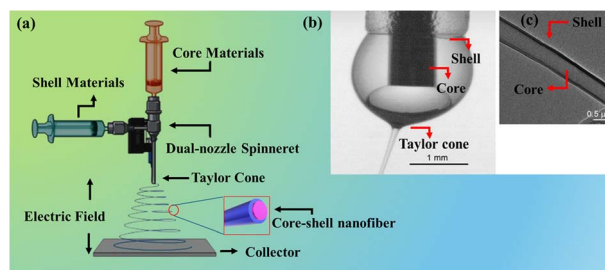 (a)
Core Materials
Shell Materials
Dual-nozzle Spinneret
Taylor Cone
Electric Field
Core-shell nanofiber
Collector
(b)
Shell
Core
Taylor cone
1 mm
(c)
Shell
Core
0.5 μ